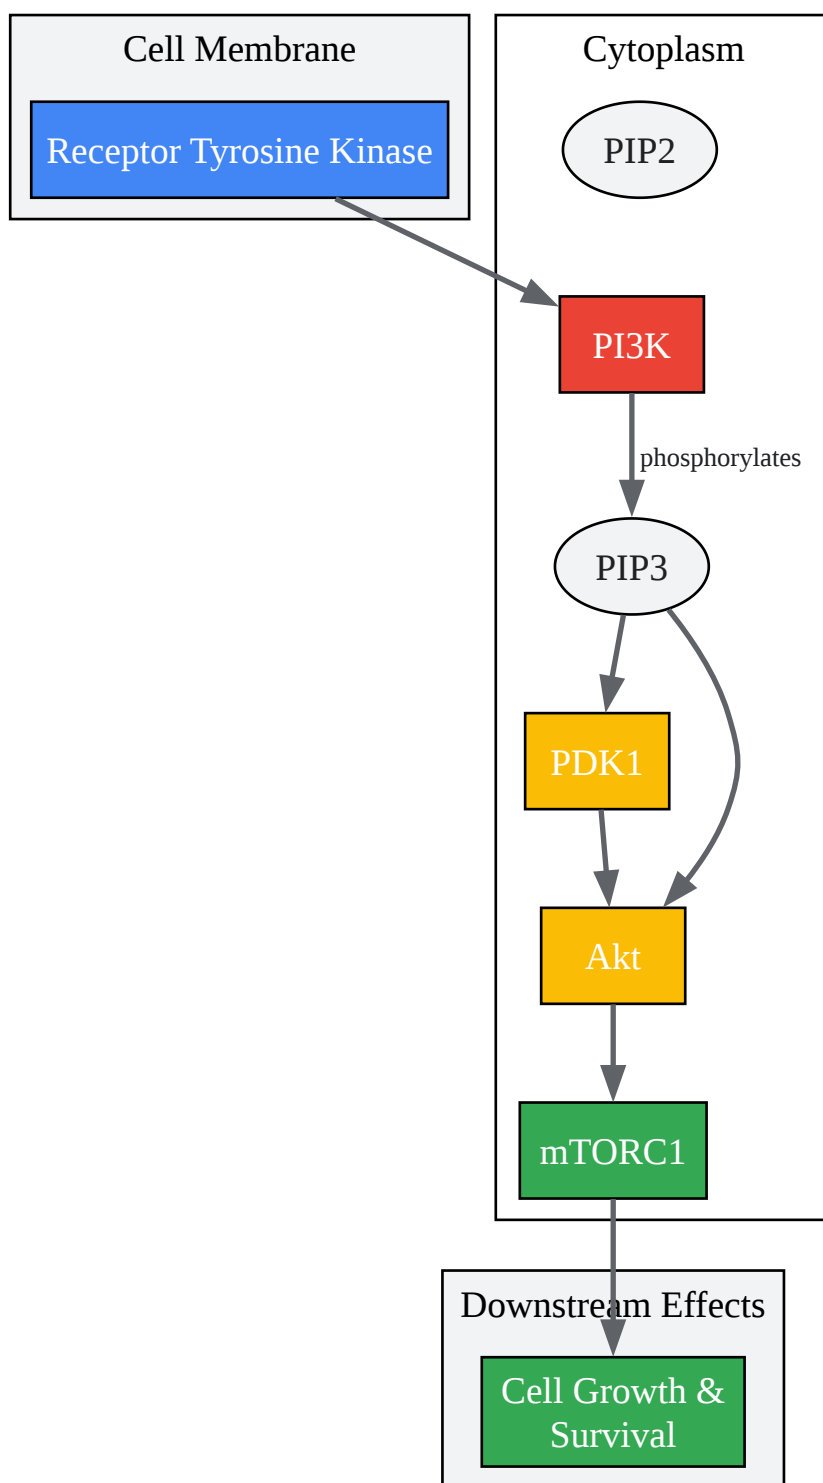 Cell Membrane
Receptor Tyrosine Kinase
Cytoplasm
PIP2
PI3K
phosphorylates
PIP3
PDK1
Akt
mTORC1
Downstream Effects
Cell Growth &
Survival